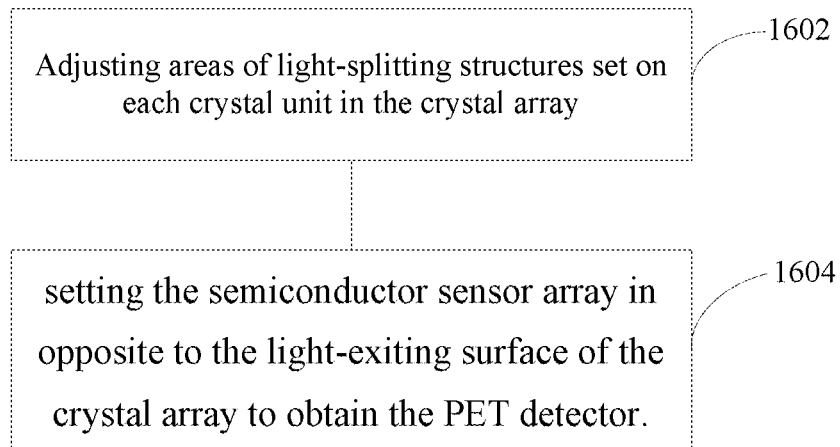 1602
Adjusting areas of light-splitting structures set on
each crystal unit in the crystal array
1604
setting the semiconductor sensor array in
opposite to the light-exiting surface of the
crystal array to obtain the PET detector.